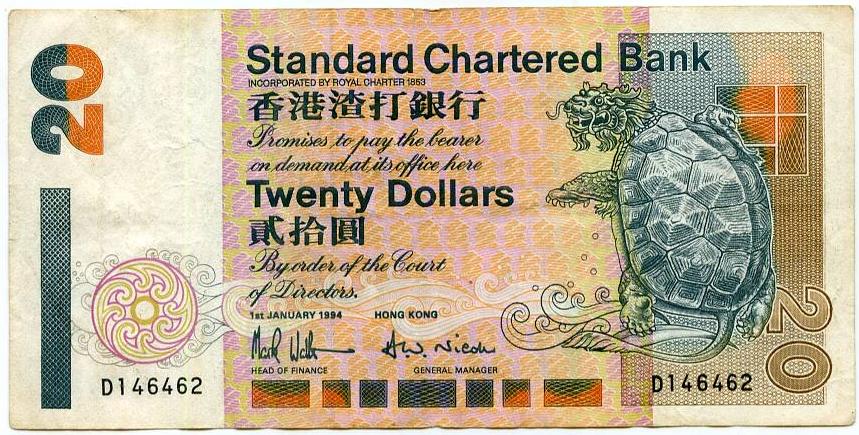 20
Standard Chartered Bank
INCORPORATED BY ROYAL CHARTER 1853
香港渣打銀行
Promises to pay the bearer
on demand at its office here
Twenty Dollars
貳拾圓
By order of the Court
of Directors.
1st JANUARY 1994 HONG KONG
HEAD OF FINANCE GENERAL MANAGER
D146462 D146462
20